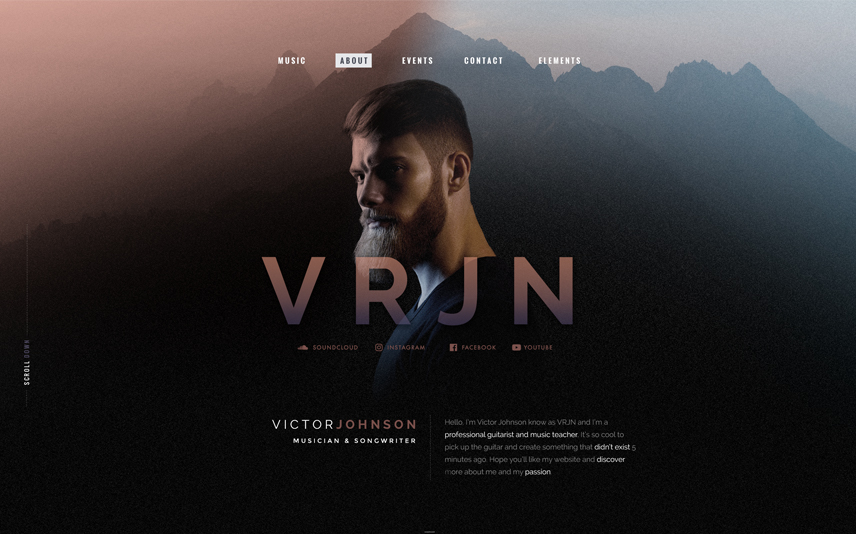 MUSIC ABOUT EVENTS CONTACT ELEMENTS
VRJN
SOUNDCLOUD INSTAGRAM FACEBOOK YOUTUBE
SCROLL DOWN
VICTORJOHNSON
MUSICIAN & SONGWRITER
Hello, I'm Victor Johnson know as VRJN and I'm a
professional guitarist and music teacher. It's so cool to
pick up the guitar and create something that didn't exist 5
minutes ago. Hope you'll like my website and discover
more about me and my passion.